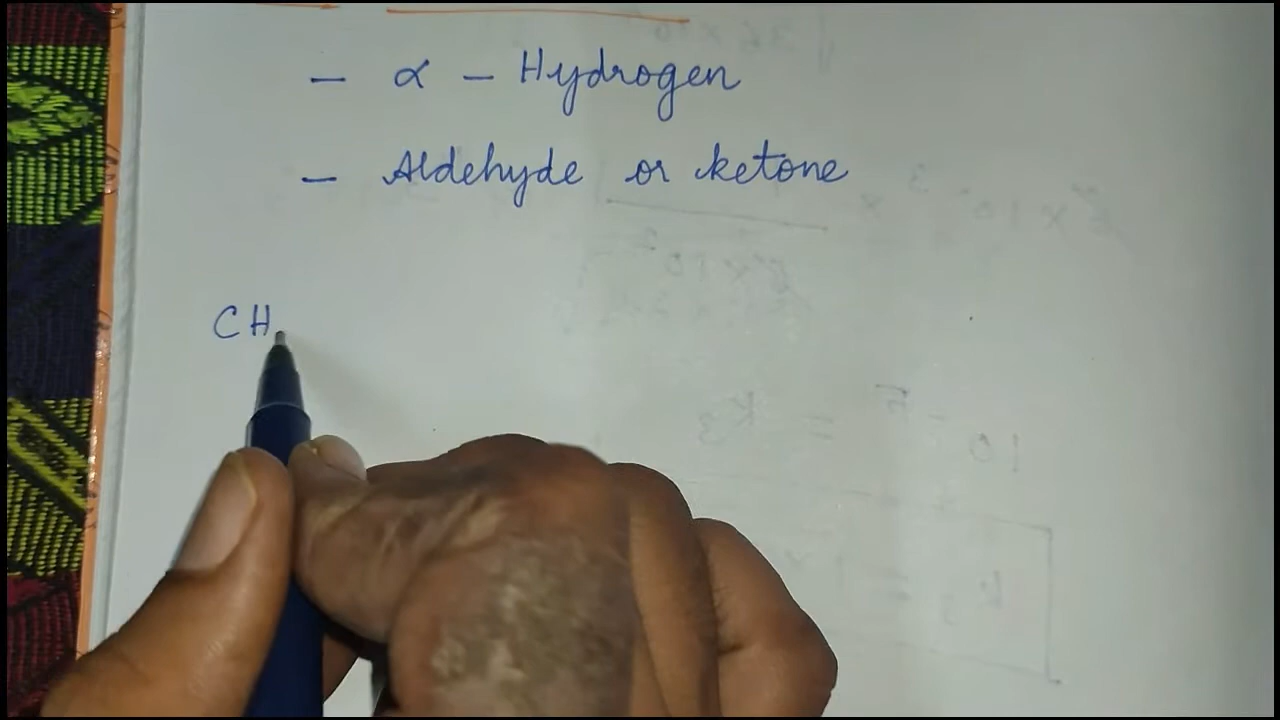 - α - Hydrogen
- Aldehyde or ketone
CH